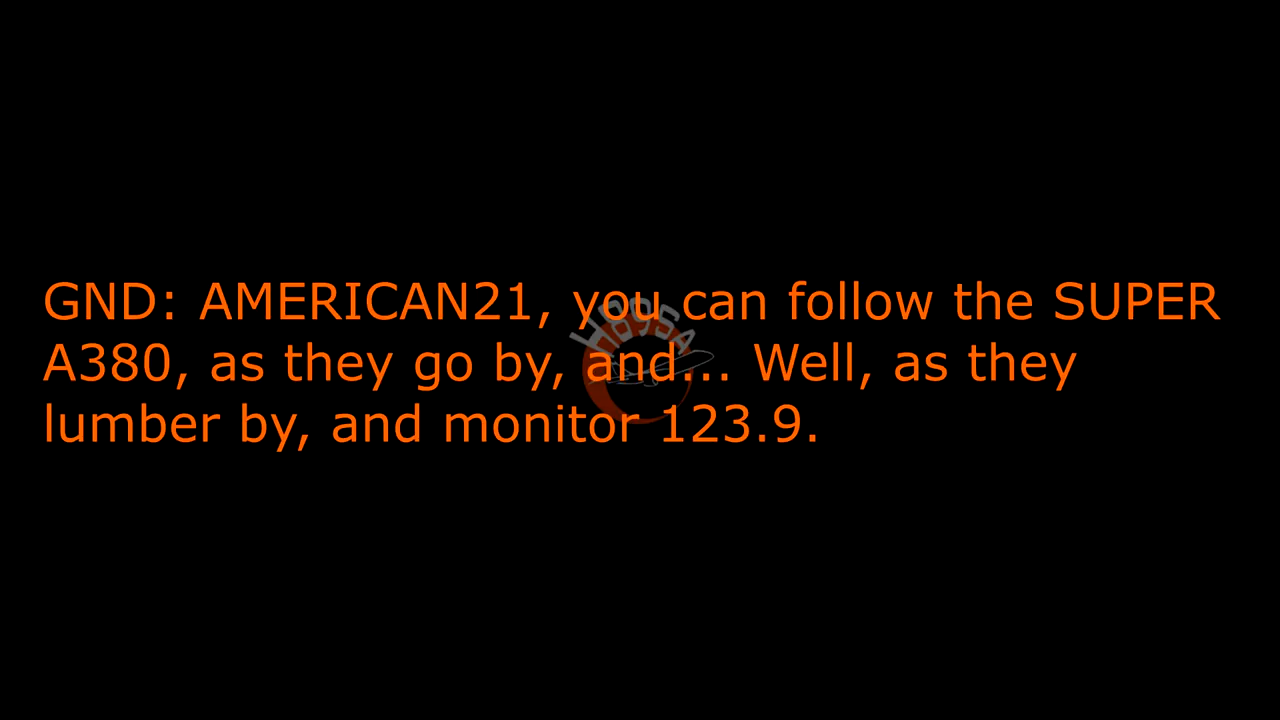 H89SA
GND: AMERICAN21, you can follow the SUPER
A380, as they go by, and... Well, as they
lumber by, and monitor 123.9.